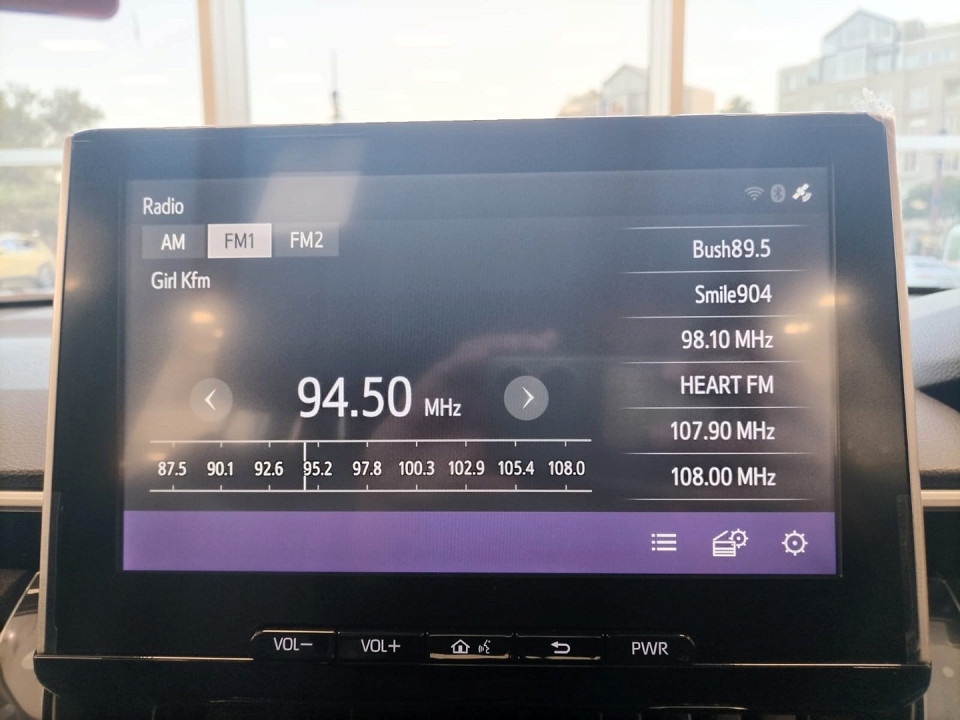 Radio
AM FM1 FM2
Girl Kfm
94.50 MHz
87.5 90.1 92.6 95.2 97.8 100.3 102.9 105.4 108.0
Bush89.5
Smile904
98.10 MHz
HEART FM
107.90 MHz
108.00 MHz
VOL− VOL+ PWR